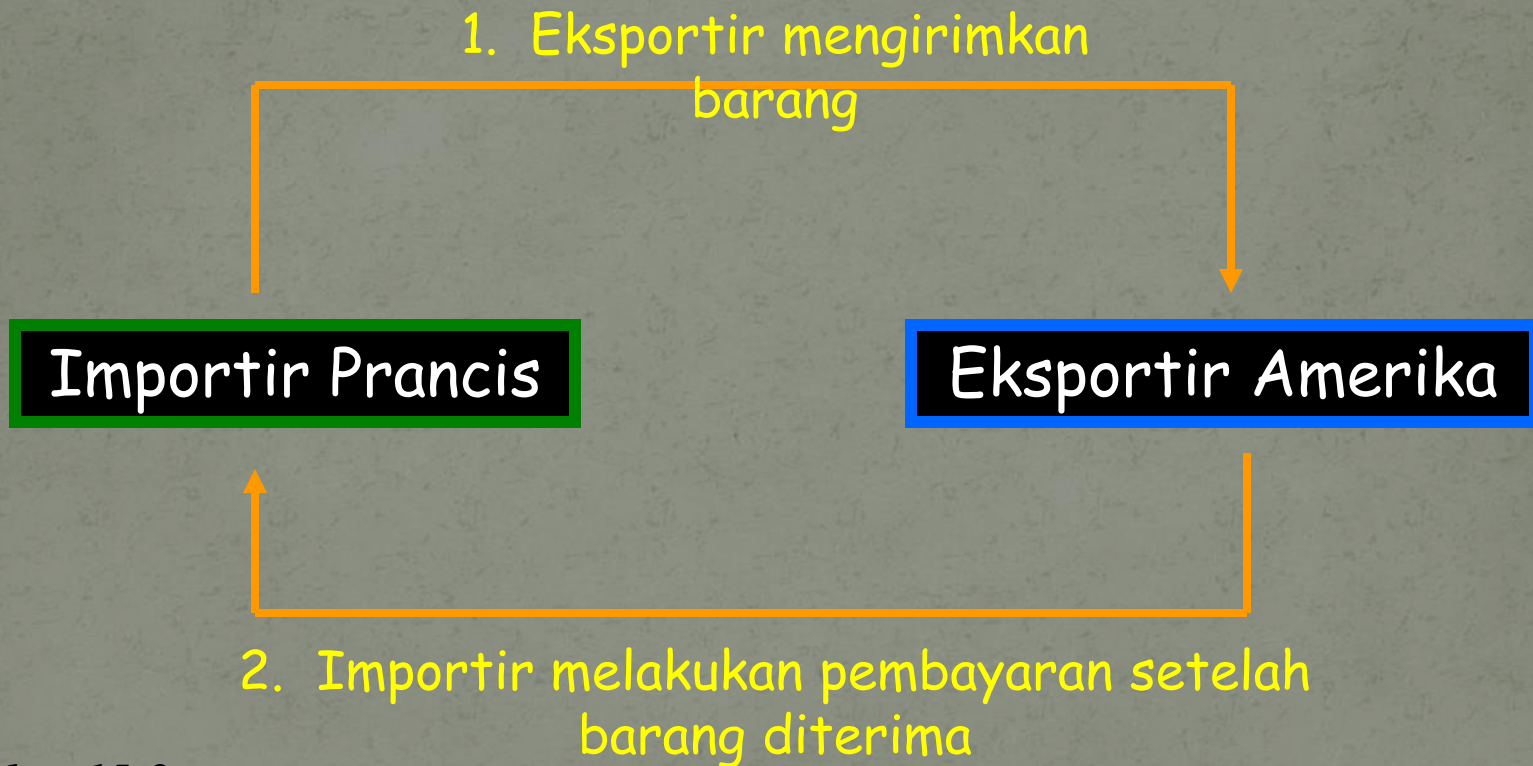 1. Eksportir mengirimkan
barang
Importir Prancis
Eksportir Amerika
2. Importir melakukan pembayaran setelah
barang diterima